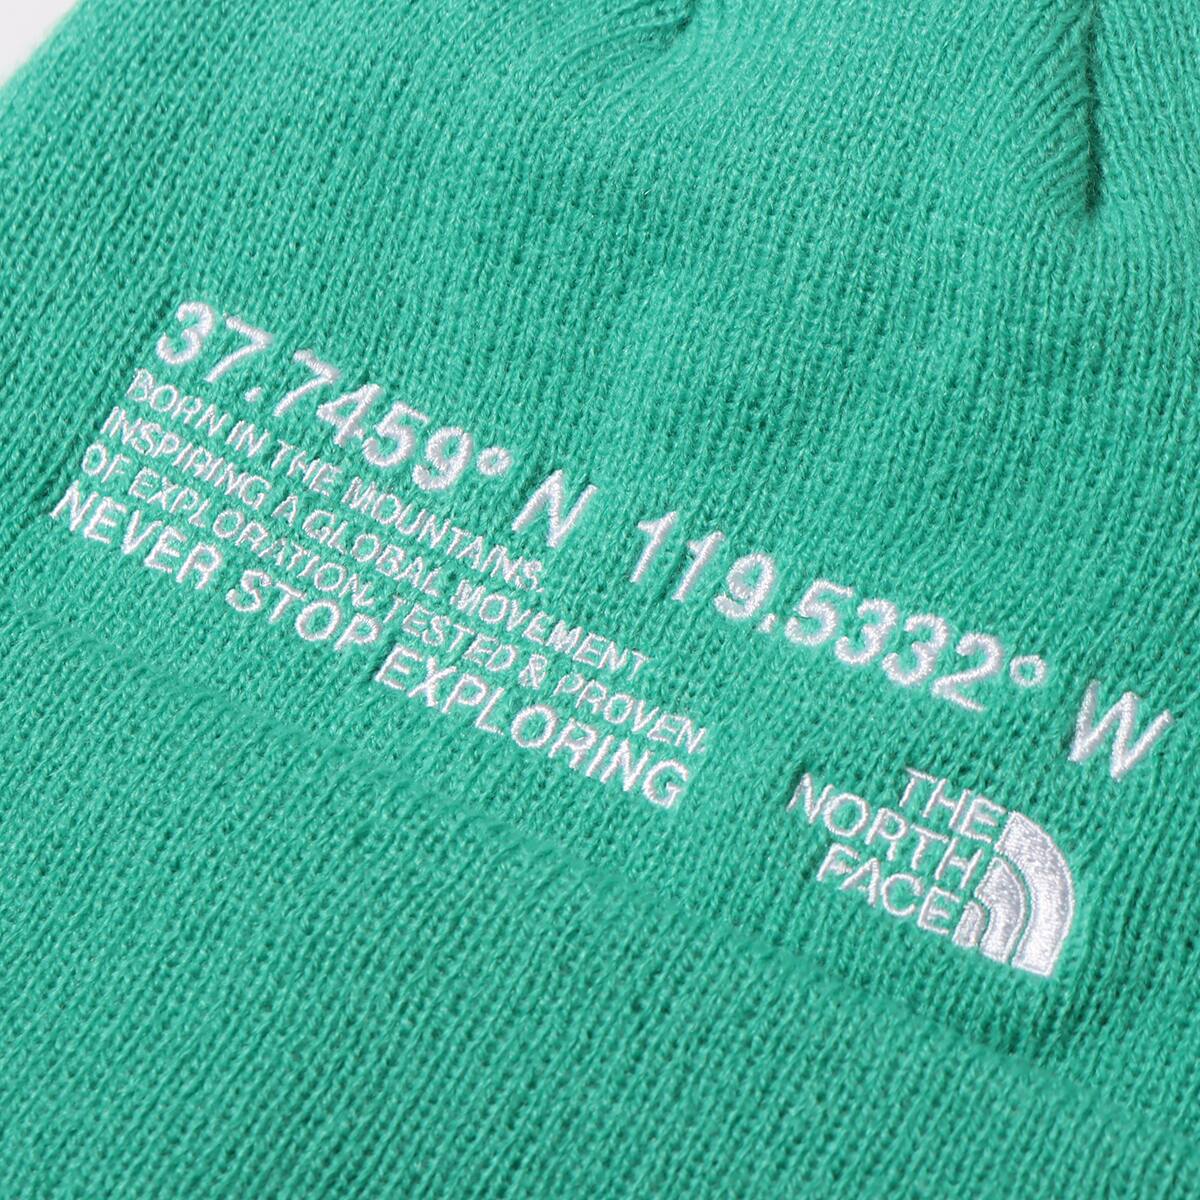 37.7459° N 119.5332° W
BORN IN THE MOUNTAINS.
INSPIRING A GLOBAL MOVEMENT
OF EXPLORATION, TESTED & PROVEN.
NEVER STOP EXPLORING
THE
NORTH
FACE